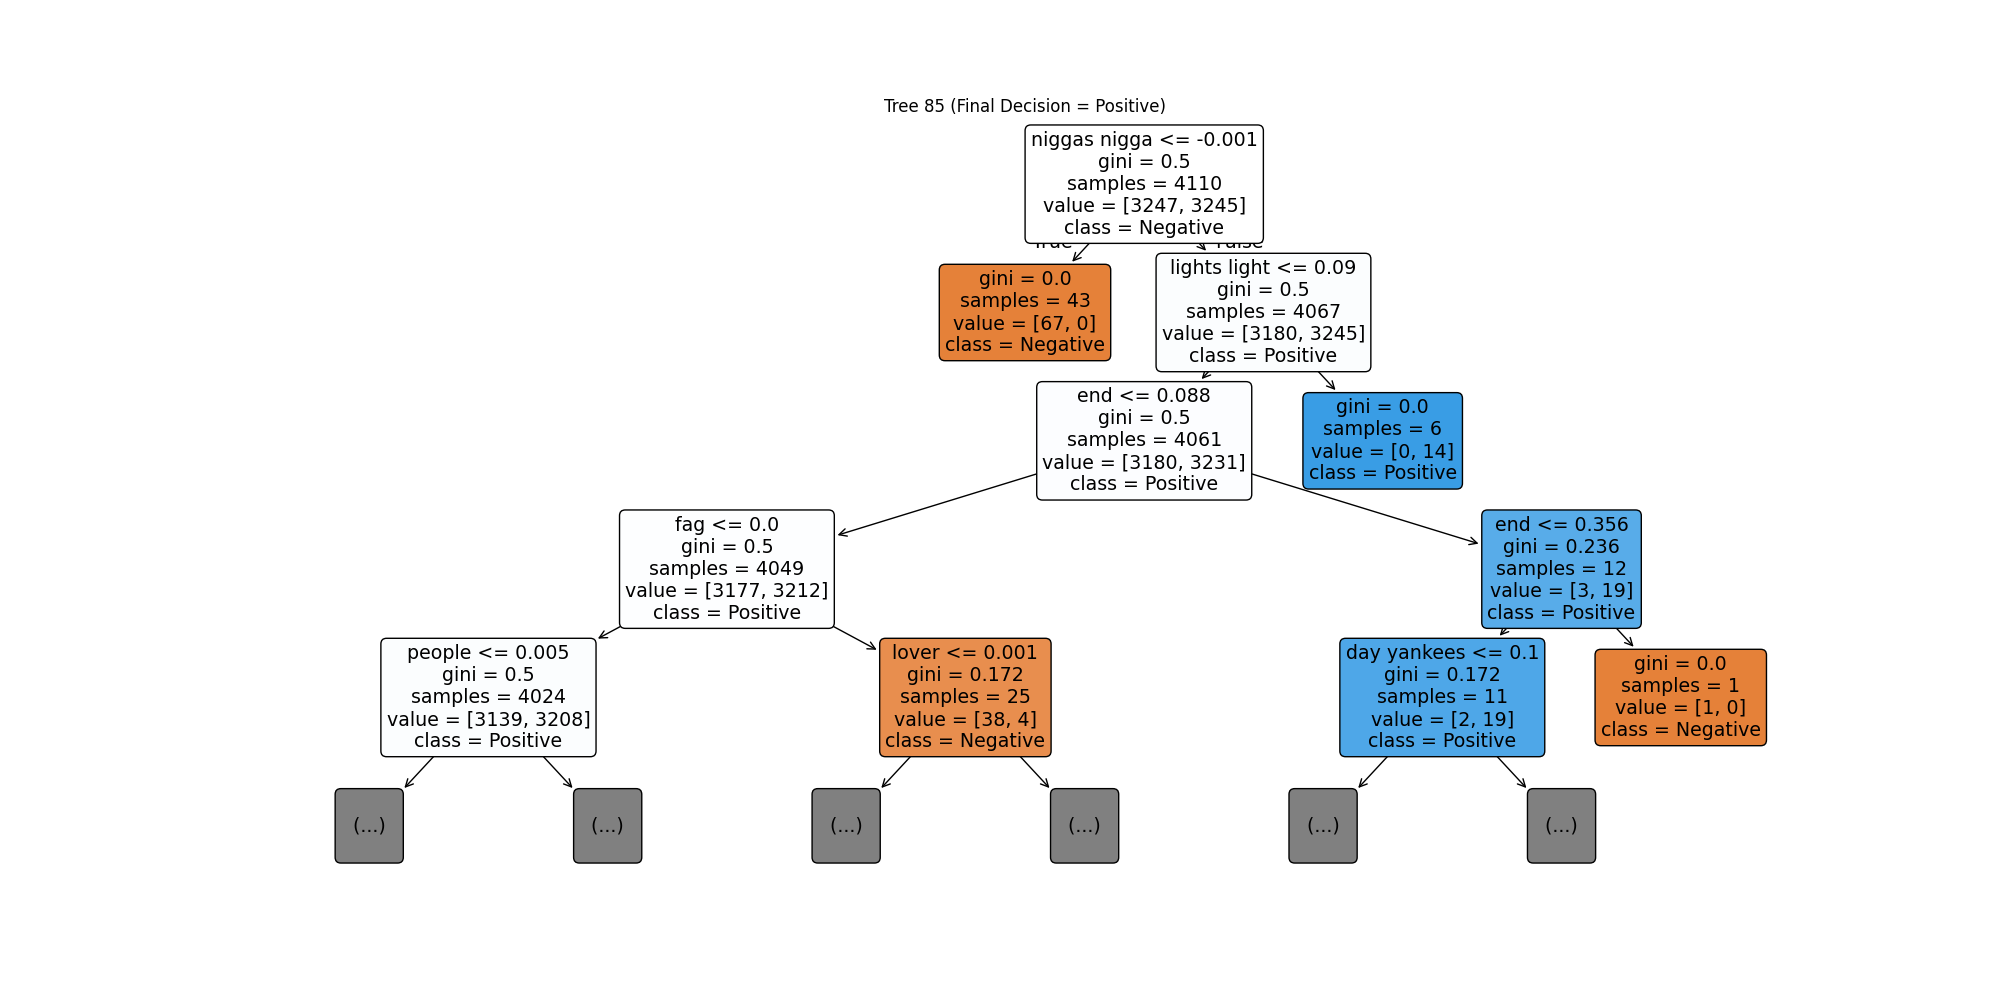 Tree 85 (Final Decision = Positive)
niggas nigga <= -0.001
gini = 0.5
samples = 4110
value = [3247, 3245]
class = Negative
True
False
gini = 0.0
samples = 43
value = [67, 0]
class = Negative
lights light <= 0.09
gini = 0.5
samples = 4067
value = [3180, 3245]
class = Positive
end <= 0.088
gini = 0.5
samples = 4061
value = [3180, 3231]
class = Positive
gini = 0.0
samples = 6
value = [0, 14]
class = Positive
fag <= 0.0
gini = 0.5
samples = 4049
value = [3177, 3212]
class = Positive
end <= 0.356
gini = 0.236
samples = 12
value = [3, 19]
class = Positive
people <= 0.005
gini = 0.5
samples = 4024
value = [3139, 3208]
class = Positive
lover <= 0.001
gini = 0.172
samples = 25
value = [38, 4]
class = Negative
day yankees <= 0.1
gini = 0.172
samples = 11
value = [2, 19]
class = Positive
gini = 0.0
samples = 1
value = [1, 0]
class = Negative
(...)
(...)
(...)
(...)
(...)
(...)